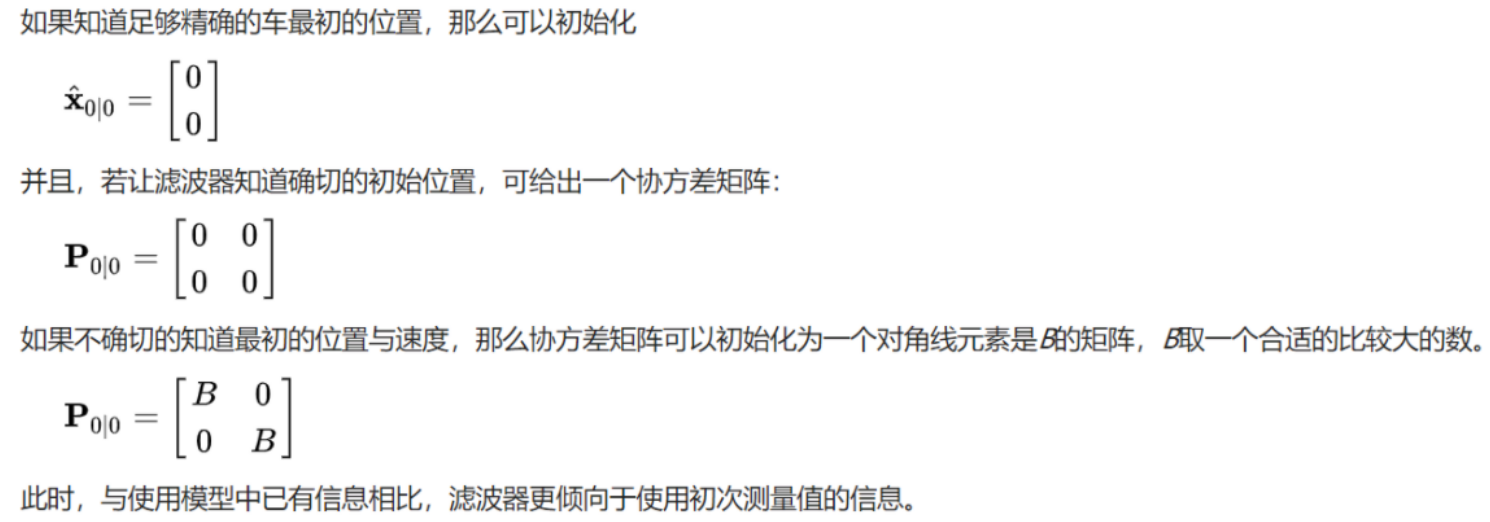 如果知道足够精确的车最初的位置，那么可以初始化
$\hat{\mathbf{x}}_{0|0} = \begin{bmatrix} 0 \\ 0 \end{bmatrix}$
并且，若让滤波器知道确切的初始位置，可给出一个协方差矩阵：
$\mathbf{P}_{0|0} = \begin{bmatrix} 0 & 0 \\ 0 & 0 \end{bmatrix}$
如果不确切的知道最初的位置与速度，那么协方差矩阵可以初始化为一个对角线元素是B的矩阵，B取一个合适的比较大的数。
$\mathbf{P}_{0|0} = \begin{bmatrix} B & 0 \\ 0 & B \end{bmatrix}$
此时，与使用模型中已有信息相比，滤波器更倾向于使用初次测量值的信息。